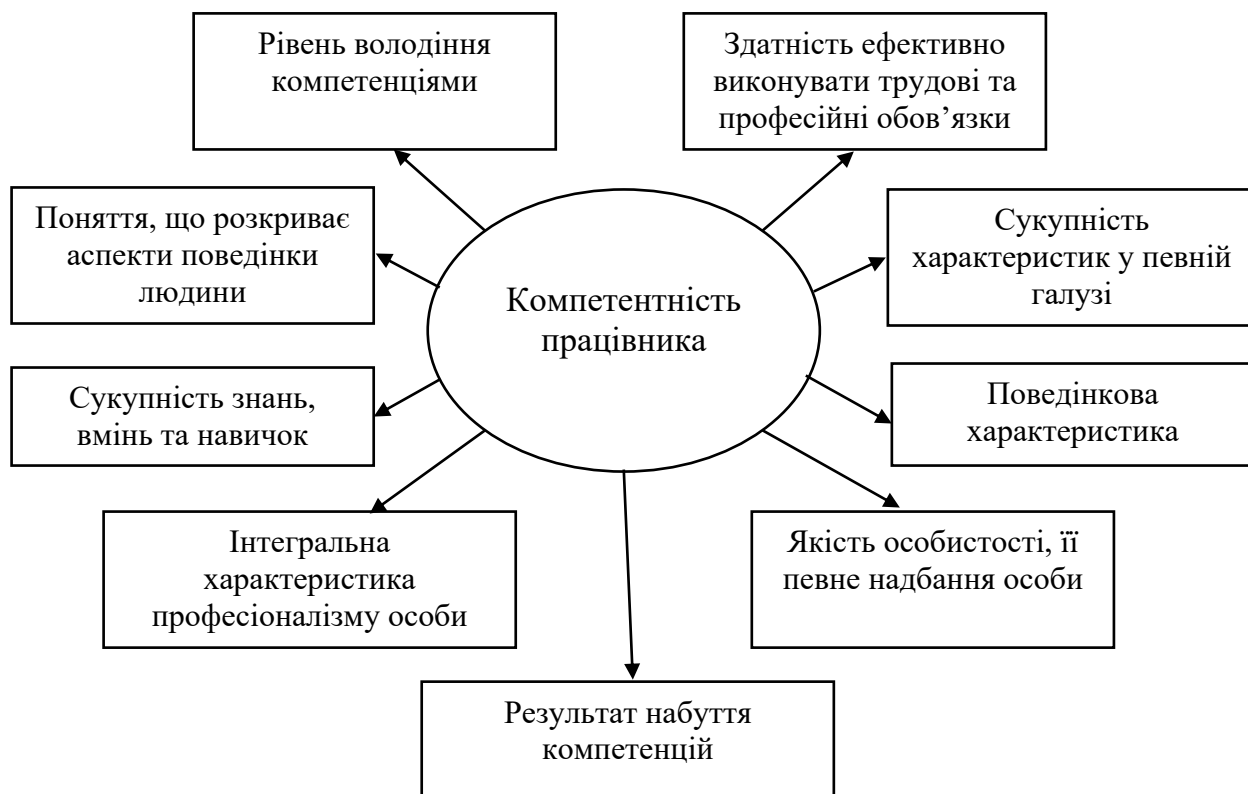 Рівень володіння
компетенціями
Здатність ефективно
виконувати трудові та
професійні обов’язки
Поняття, що розкриває
аспекти поведінки
людини
Сукупність
характеристик у певній
галузі
Компетентність
працівника
Сукупність знань,
вмінь та навичок
Поведінкова
характеристика
Інтегральна
характеристика
професіоналізму особи
Якість особистості, її
певне надбання особи
Результат набуття
компетенцій